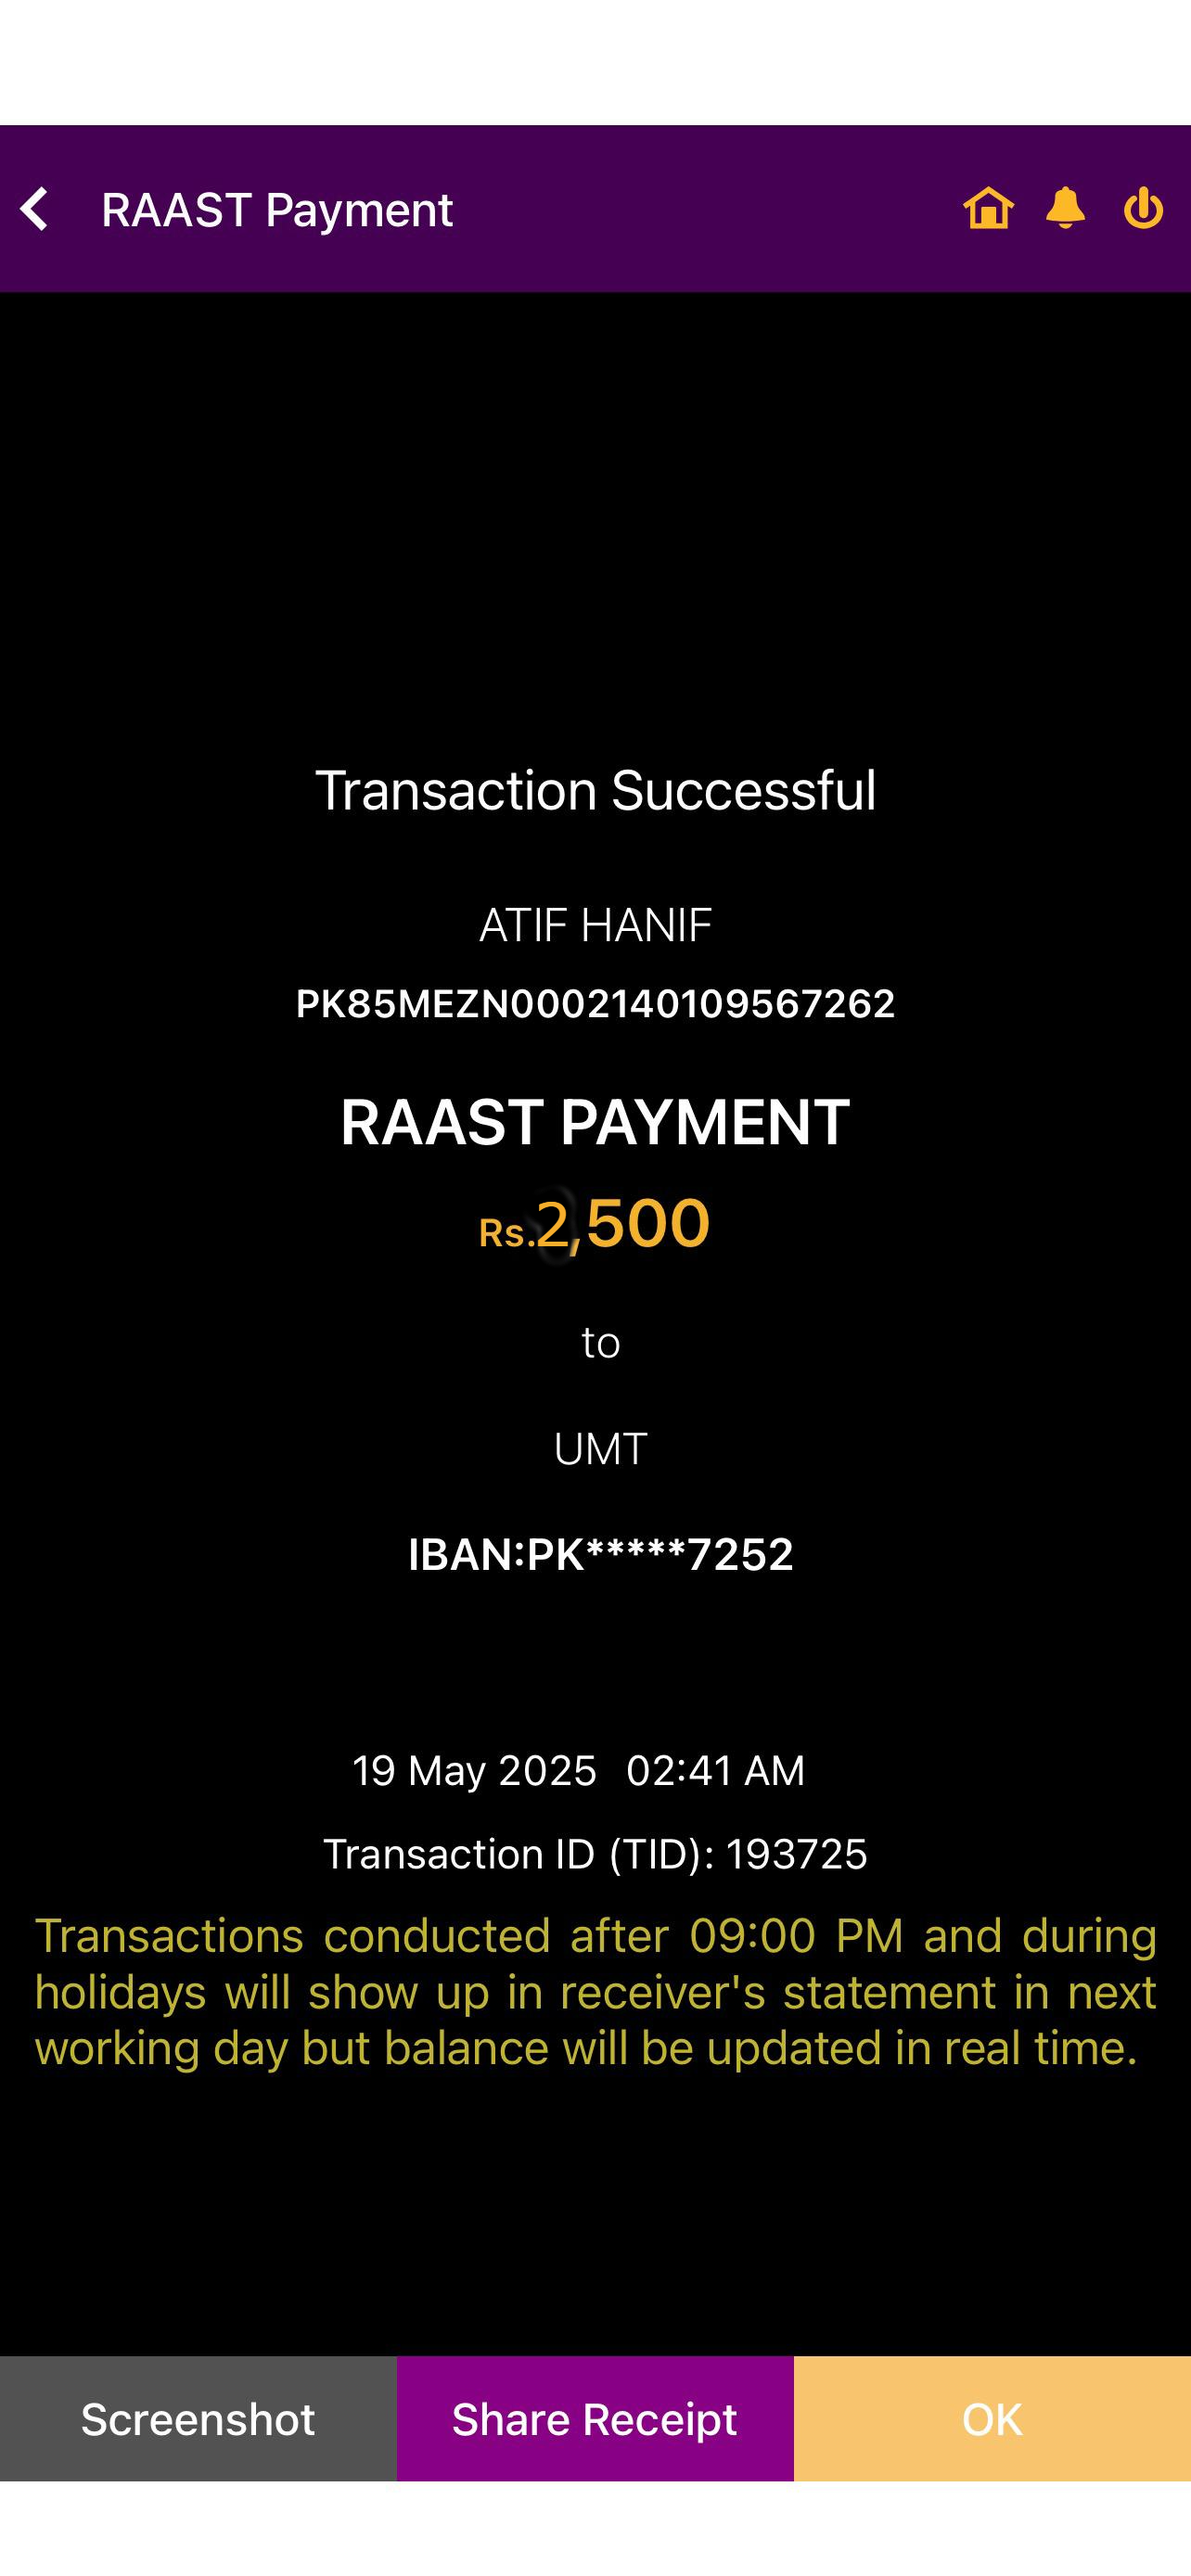 RAAST Payment
Transaction Successful
ATIF HANIF
PK85MEZN0002140109567262
RAAST PAYMENT
Rs.2,500
to
UMT
IBAN:PK*****7252
19 May 2025 02:41 AM
Transaction ID (TID): 193725
Transactions conducted after 09:00 PM and during
holidays will show up in receiver's statement in next
working day but balance will be updated in real time.
Screenshot
Share Receipt
OK